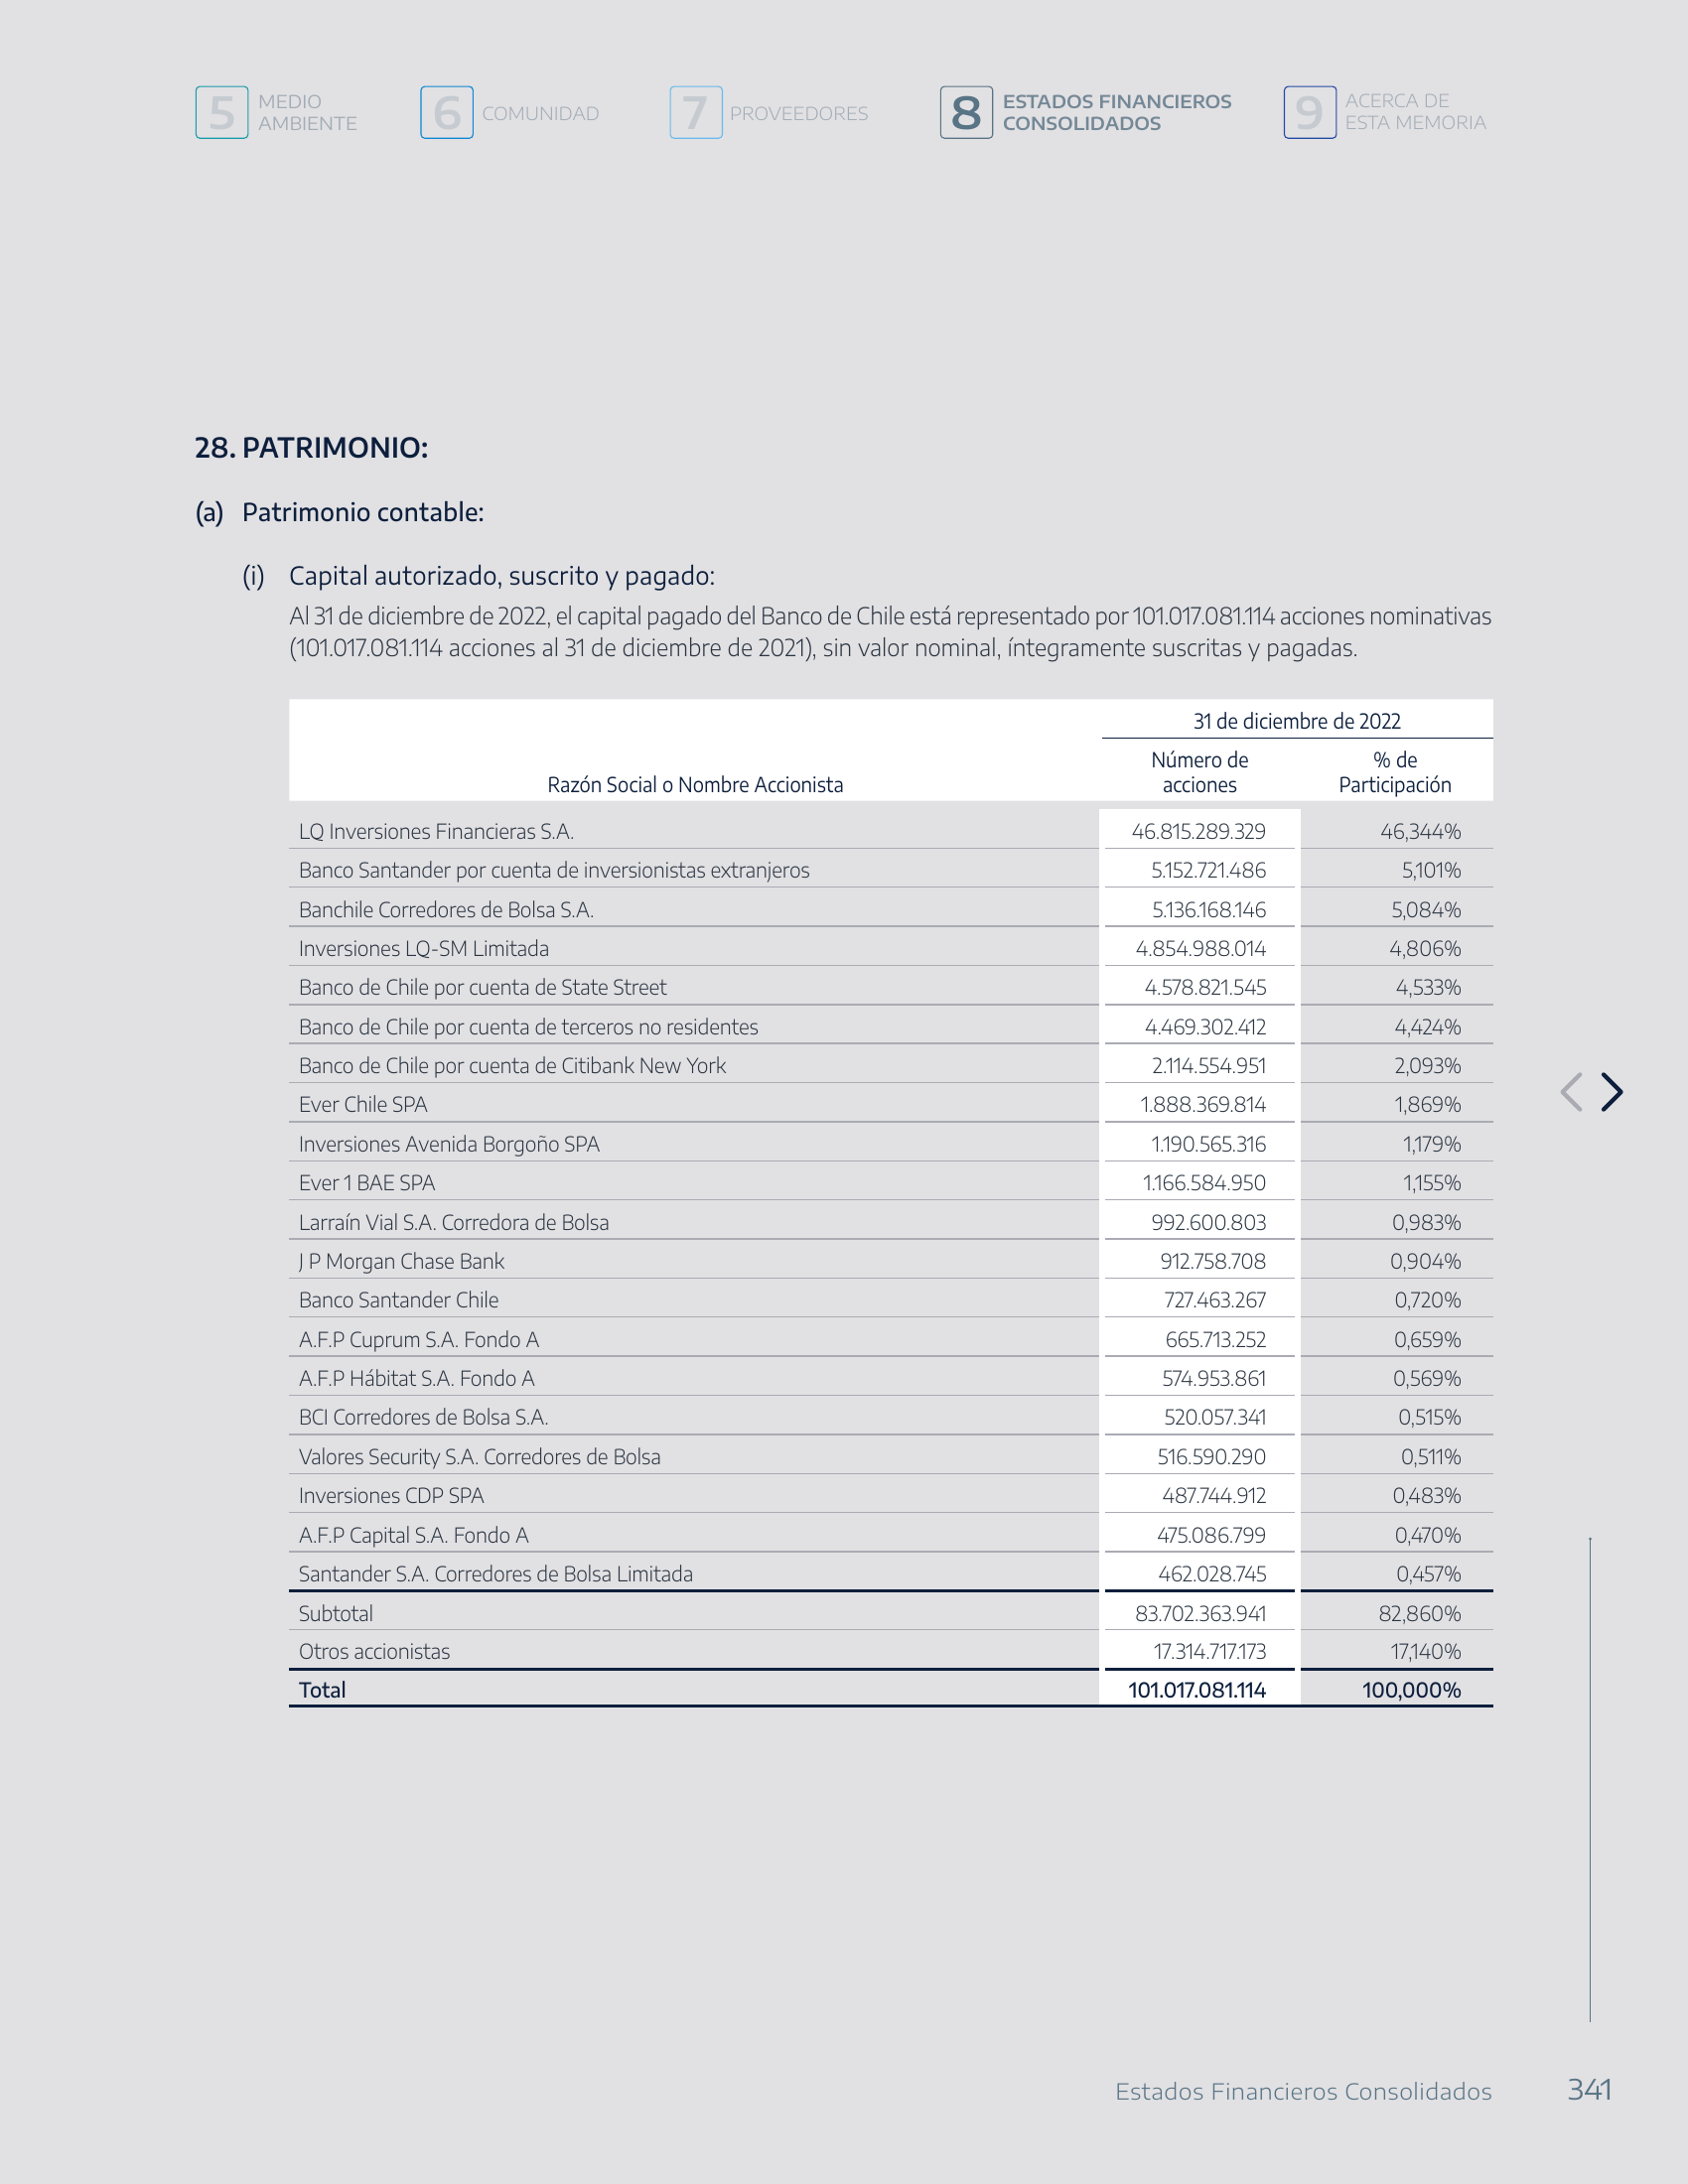 5 MEDIO AMBIENTE
6 COMUNIDAD
7 PROVEEDORES
8 ESTADOS FINANCIEROS CONSOLIDADOS
9 ACERCA DE ESTA MEMORIA
28. PATRIMONIO:
(a) Patrimonio contable:
(i) Capital autorizado, suscrito y pagado:
Al 31 de diciembre de 2022, el capital pagado del Banco de Chile está representado por 101.017.081.114 acciones nominativas
(101.017.081.114 acciones al 31 de diciembre de 2021), sin valor nominal, íntegramente suscritas y pagadas.
31 de diciembre de 2022
Razón Social o Nombre Accionista Número de acciones % de Participación
LQ Inversiones Financieras S.A. 46.815.289.329 46,344%
Banco Santander por cuenta de inversionistas extranjeros 5.152.721.486 5,101%
Banchile Corredores de Bolsa S.A. 5.136.168.146 5,084%
Inversiones LQ-SM Limitada 4.854.988.014 4,806%
Banco de Chile por cuenta de State Street 4.578.821.545 4,533%
Banco de Chile por cuenta de terceros no residentes 4.469.302.412 4,424%
Banco de Chile por cuenta de Citibank New York 2.114.554.951 2,093%
Ever Chile SPA 1.888.369.814 1,869%
Inversiones Avenida Borgoño SPA 1.190.565.316 1,179%
Ever 1 BAE SPA 1.166.584.950 1,155%
Larraín Vial S.A. Corredora de Bolsa 992.600.803 0,983%
J P Morgan Chase Bank 912.758.708 0,904%
Banco Santander Chile 727.463.267 0,720%
A.F.P Cuprum S.A. Fondo A 665.713.252 0,659%
A.F.P Hábitat S.A. Fondo A 574.953.861 0,569%
BCI Corredores de Bolsa S.A. 520.057.341 0,515%
Valores Security S.A. Corredores de Bolsa 516.590.290 0,511%
Inversiones CDP SPA 487.744.912 0,483%
A.F.P Capital S.A. Fondo A 475.086.799 0,470%
Santander S.A. Corredores de Bolsa Limitada 462.028.745 0,457%
Subtotal 83.702.363.941 82,860%
Otros accionistas 17.314.717.173 17,140%
Total 101.017.081.114 100,000%
Estados Financieros Consolidados 341